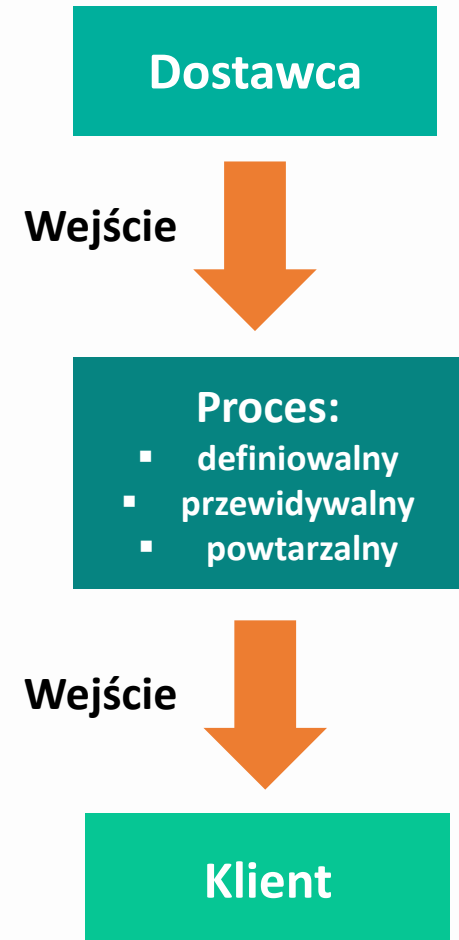 Dostawca
Wejście
Proces:
▪ definiowalny
▪ przewidywalny
▪ powtarzalny
Wejście
Klient